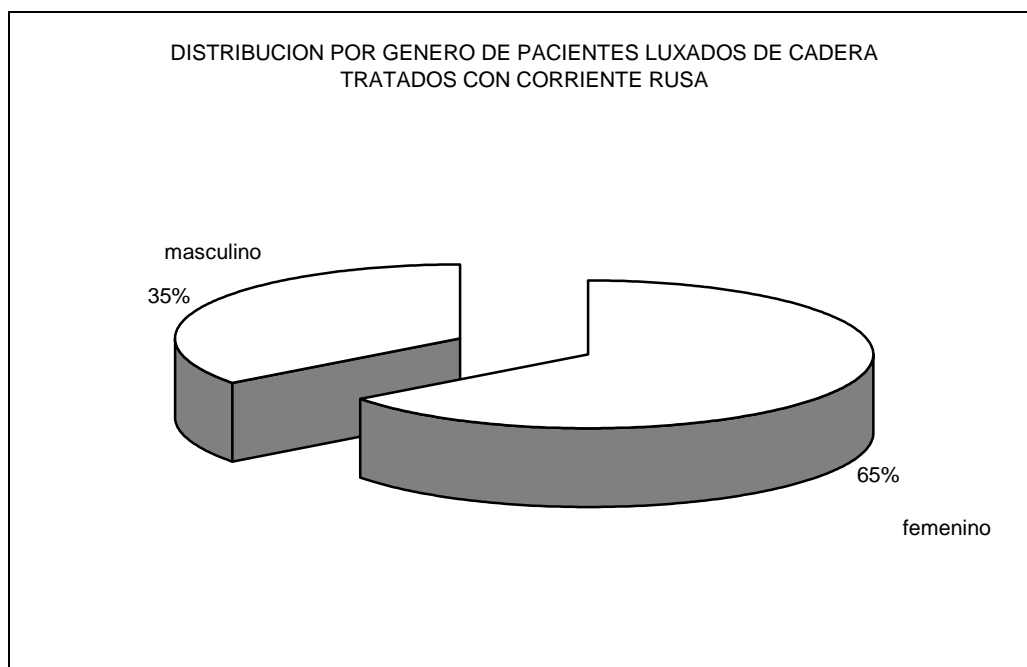 DISTRIBUCION POR GENERO DE PACIENTES LUXADOS DE CADERA
TRATADOS CON CORRIENTE RUSA
masculino
35%
65%
femenino